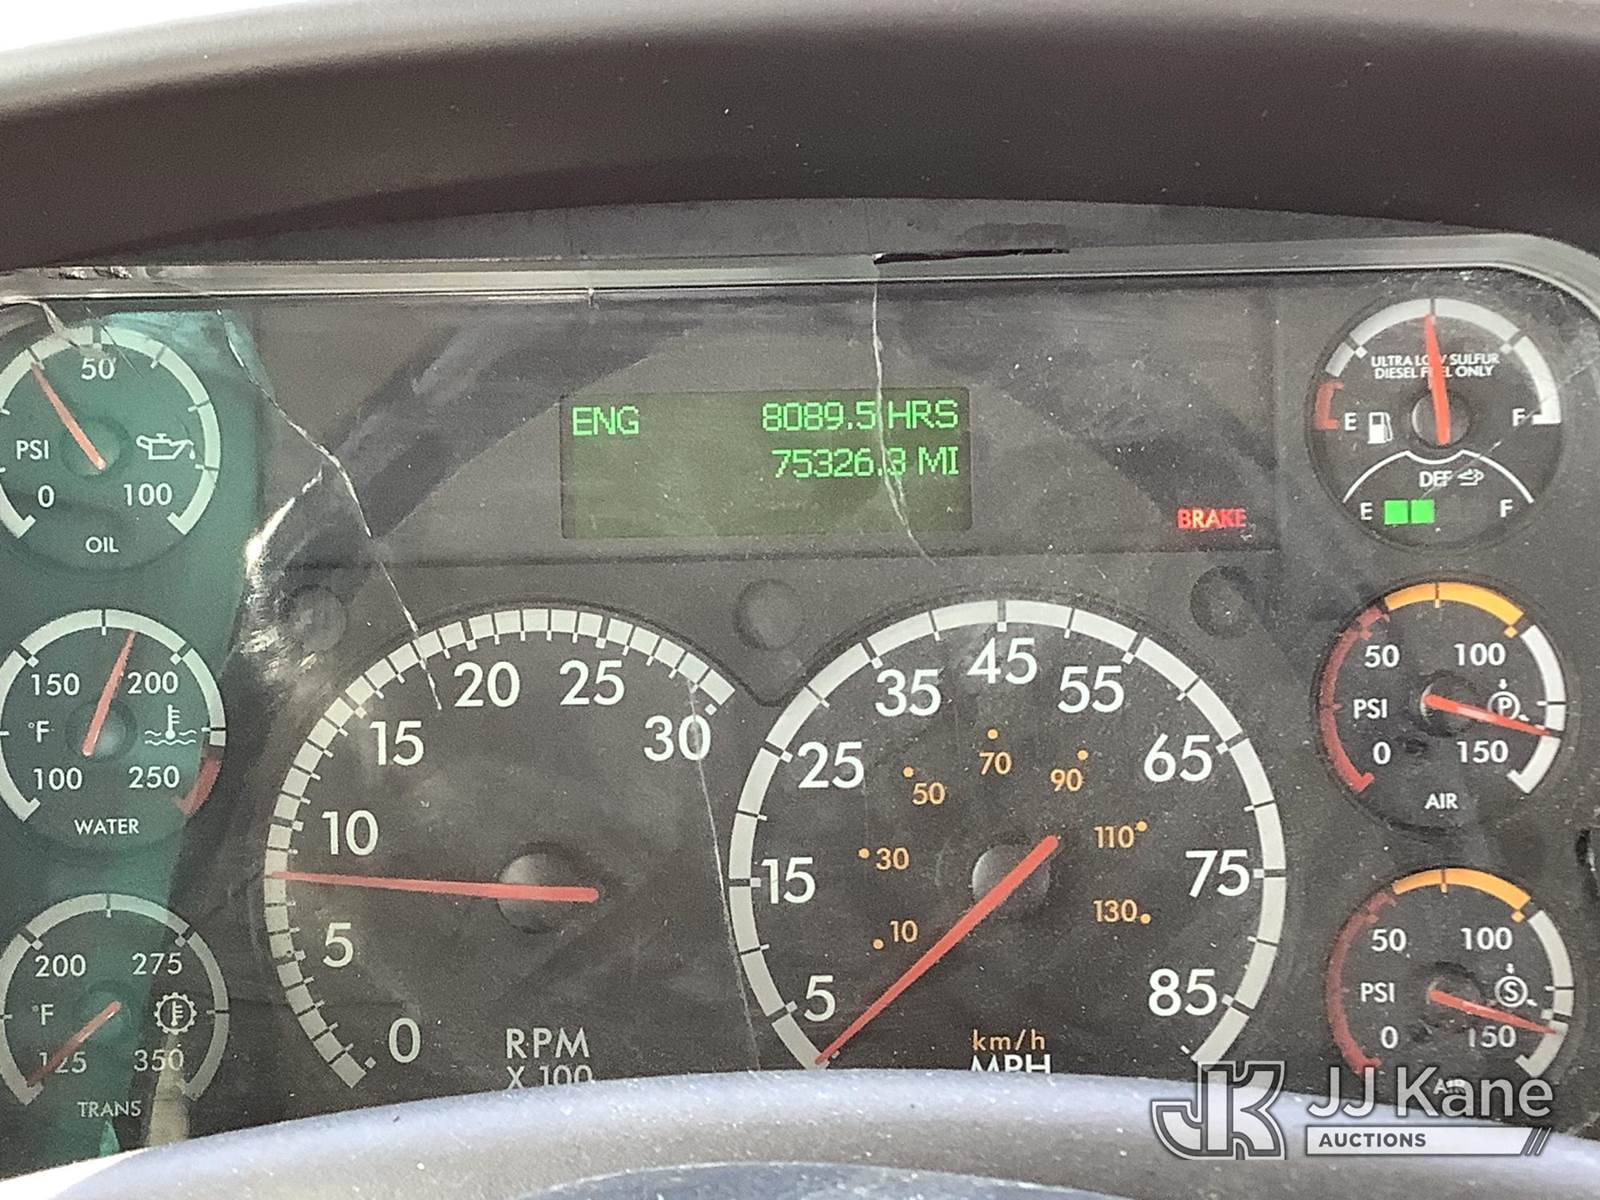 50
PSI
0 100
OIL
ENG 8089.5 HRS
75326.3 MI
BRAKE
ULTRA LOW SULFUR
DIESEL FUEL ONLY
E F
DEF
E F
150 200
°F
100 250
WATER
0 5 10 15 20 25 30
RPM
X 100
5 15 25 35 45 55 65 75 85
10 30 50 70 90 110 130
km/h
MPH
50 100
PSI P
0 150
AIR
50 100
PSI S
0 150
AIR
200 275
°F
125 350
TRANS
JK JJ Kane
AUCTIONS